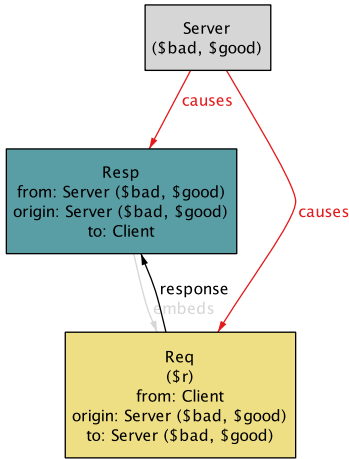 Server
($bad, $good)
causes
Resp
from: Server ($bad, $good)
origin: Server ($bad, $good)
to: Client
causes
response
embeds
Req
($r)
from: Client
origin: Server ($bad, $good)
to: Server ($bad, $good)